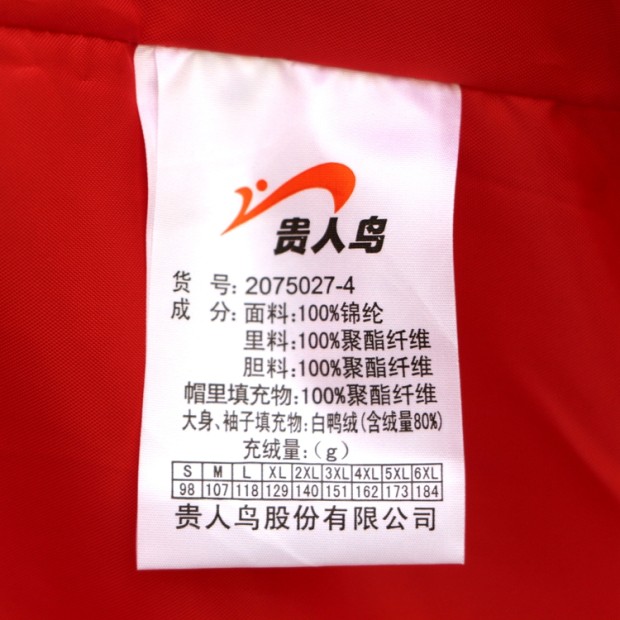 贵人鸟
货 号:2075027-4
成 分:面料:100%锦纶
里料:100%聚酯纤维
胆料:100%聚酯纤维
帽里填充物:100%聚酯纤维
大身、袖子填充物:白鸭绒(含绒量80%)
充绒量:(g)
S M L XL 2XL 3XL 4XL 5XL 6XL
98 107 118 129 140 151 162 173 184
贵人鸟股份有限公司